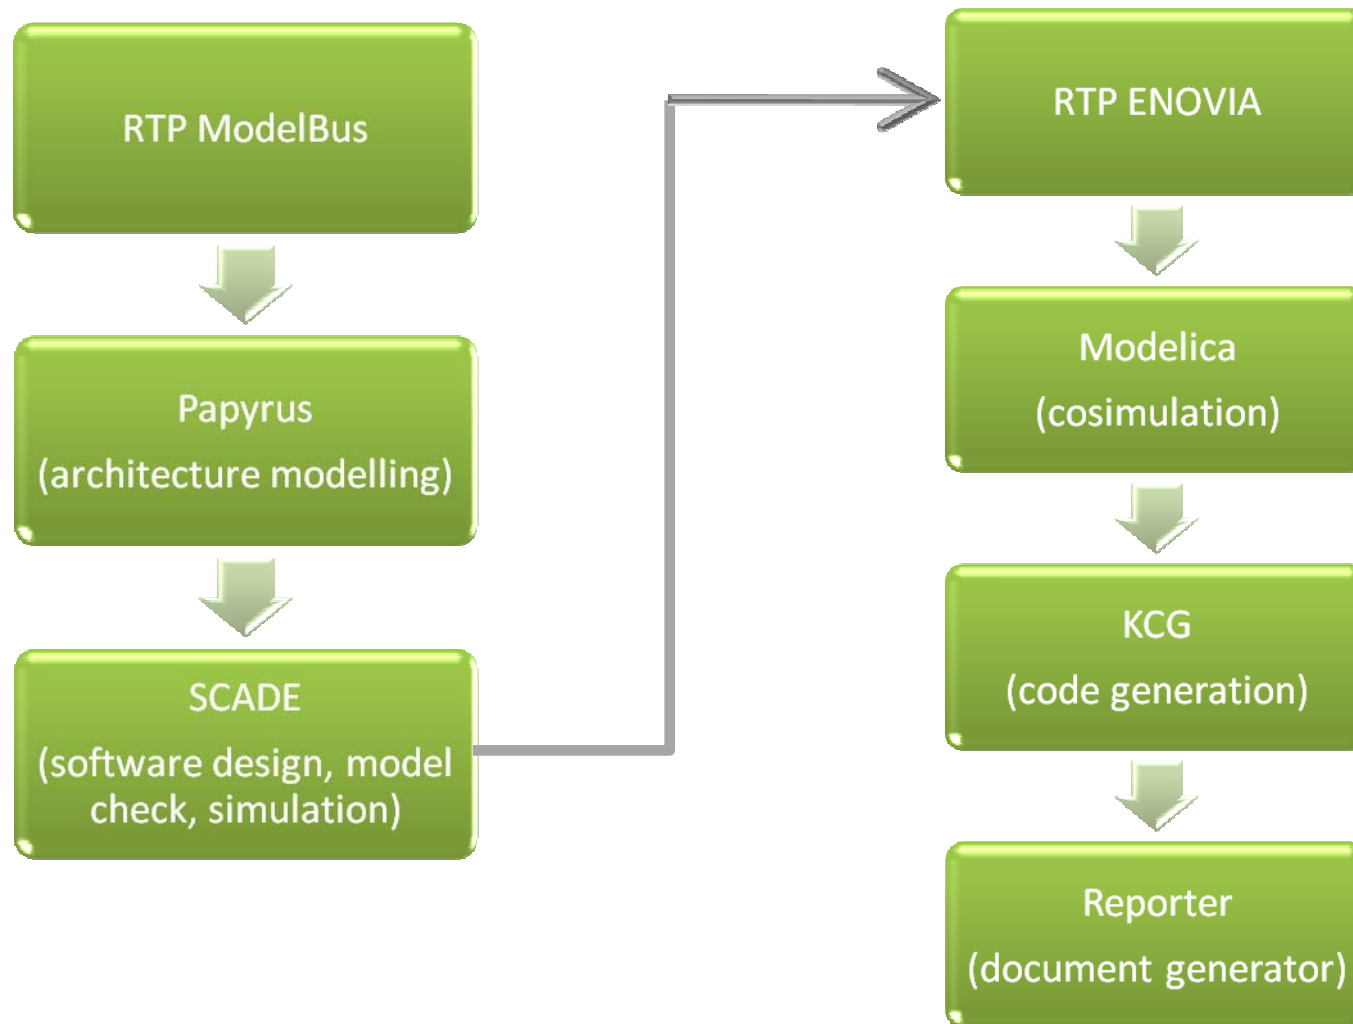 RTP ModelBus
Papyrus
(architecture modelling)
SCADE
(software design, model
check, simulation)
RTP ENOVIA
Modelica
(cosimulation)
KCG
(code generation)
Reporter
(document generator)